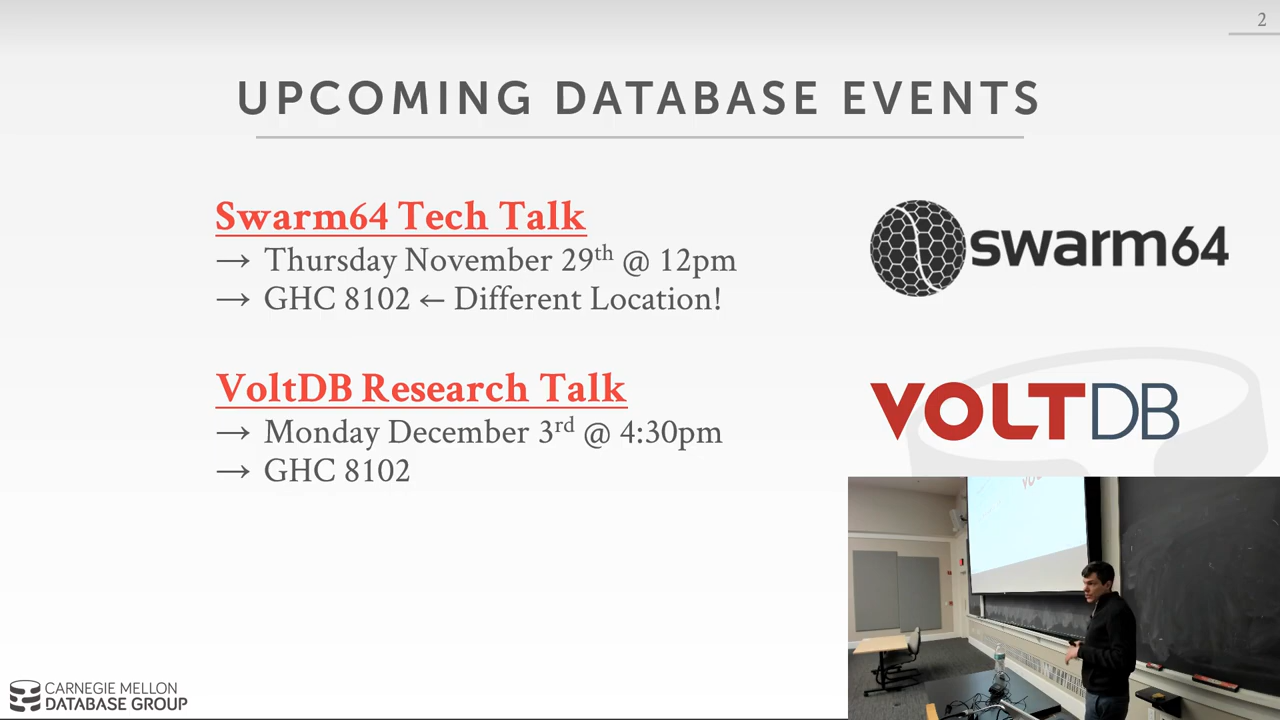 2
UPCOMING DATABASE EVENTS
Swarm64 Tech Talk
→ Thursday November 29th @ 12pm
→ GHC 8102 ← Different Location!
swarm64
VoltDB Research Talk
→ Monday December 3rd @ 4:30pm
→ GHC 8102
VOLTDB
CARNEGIE MELLON
DATABASE GROUP